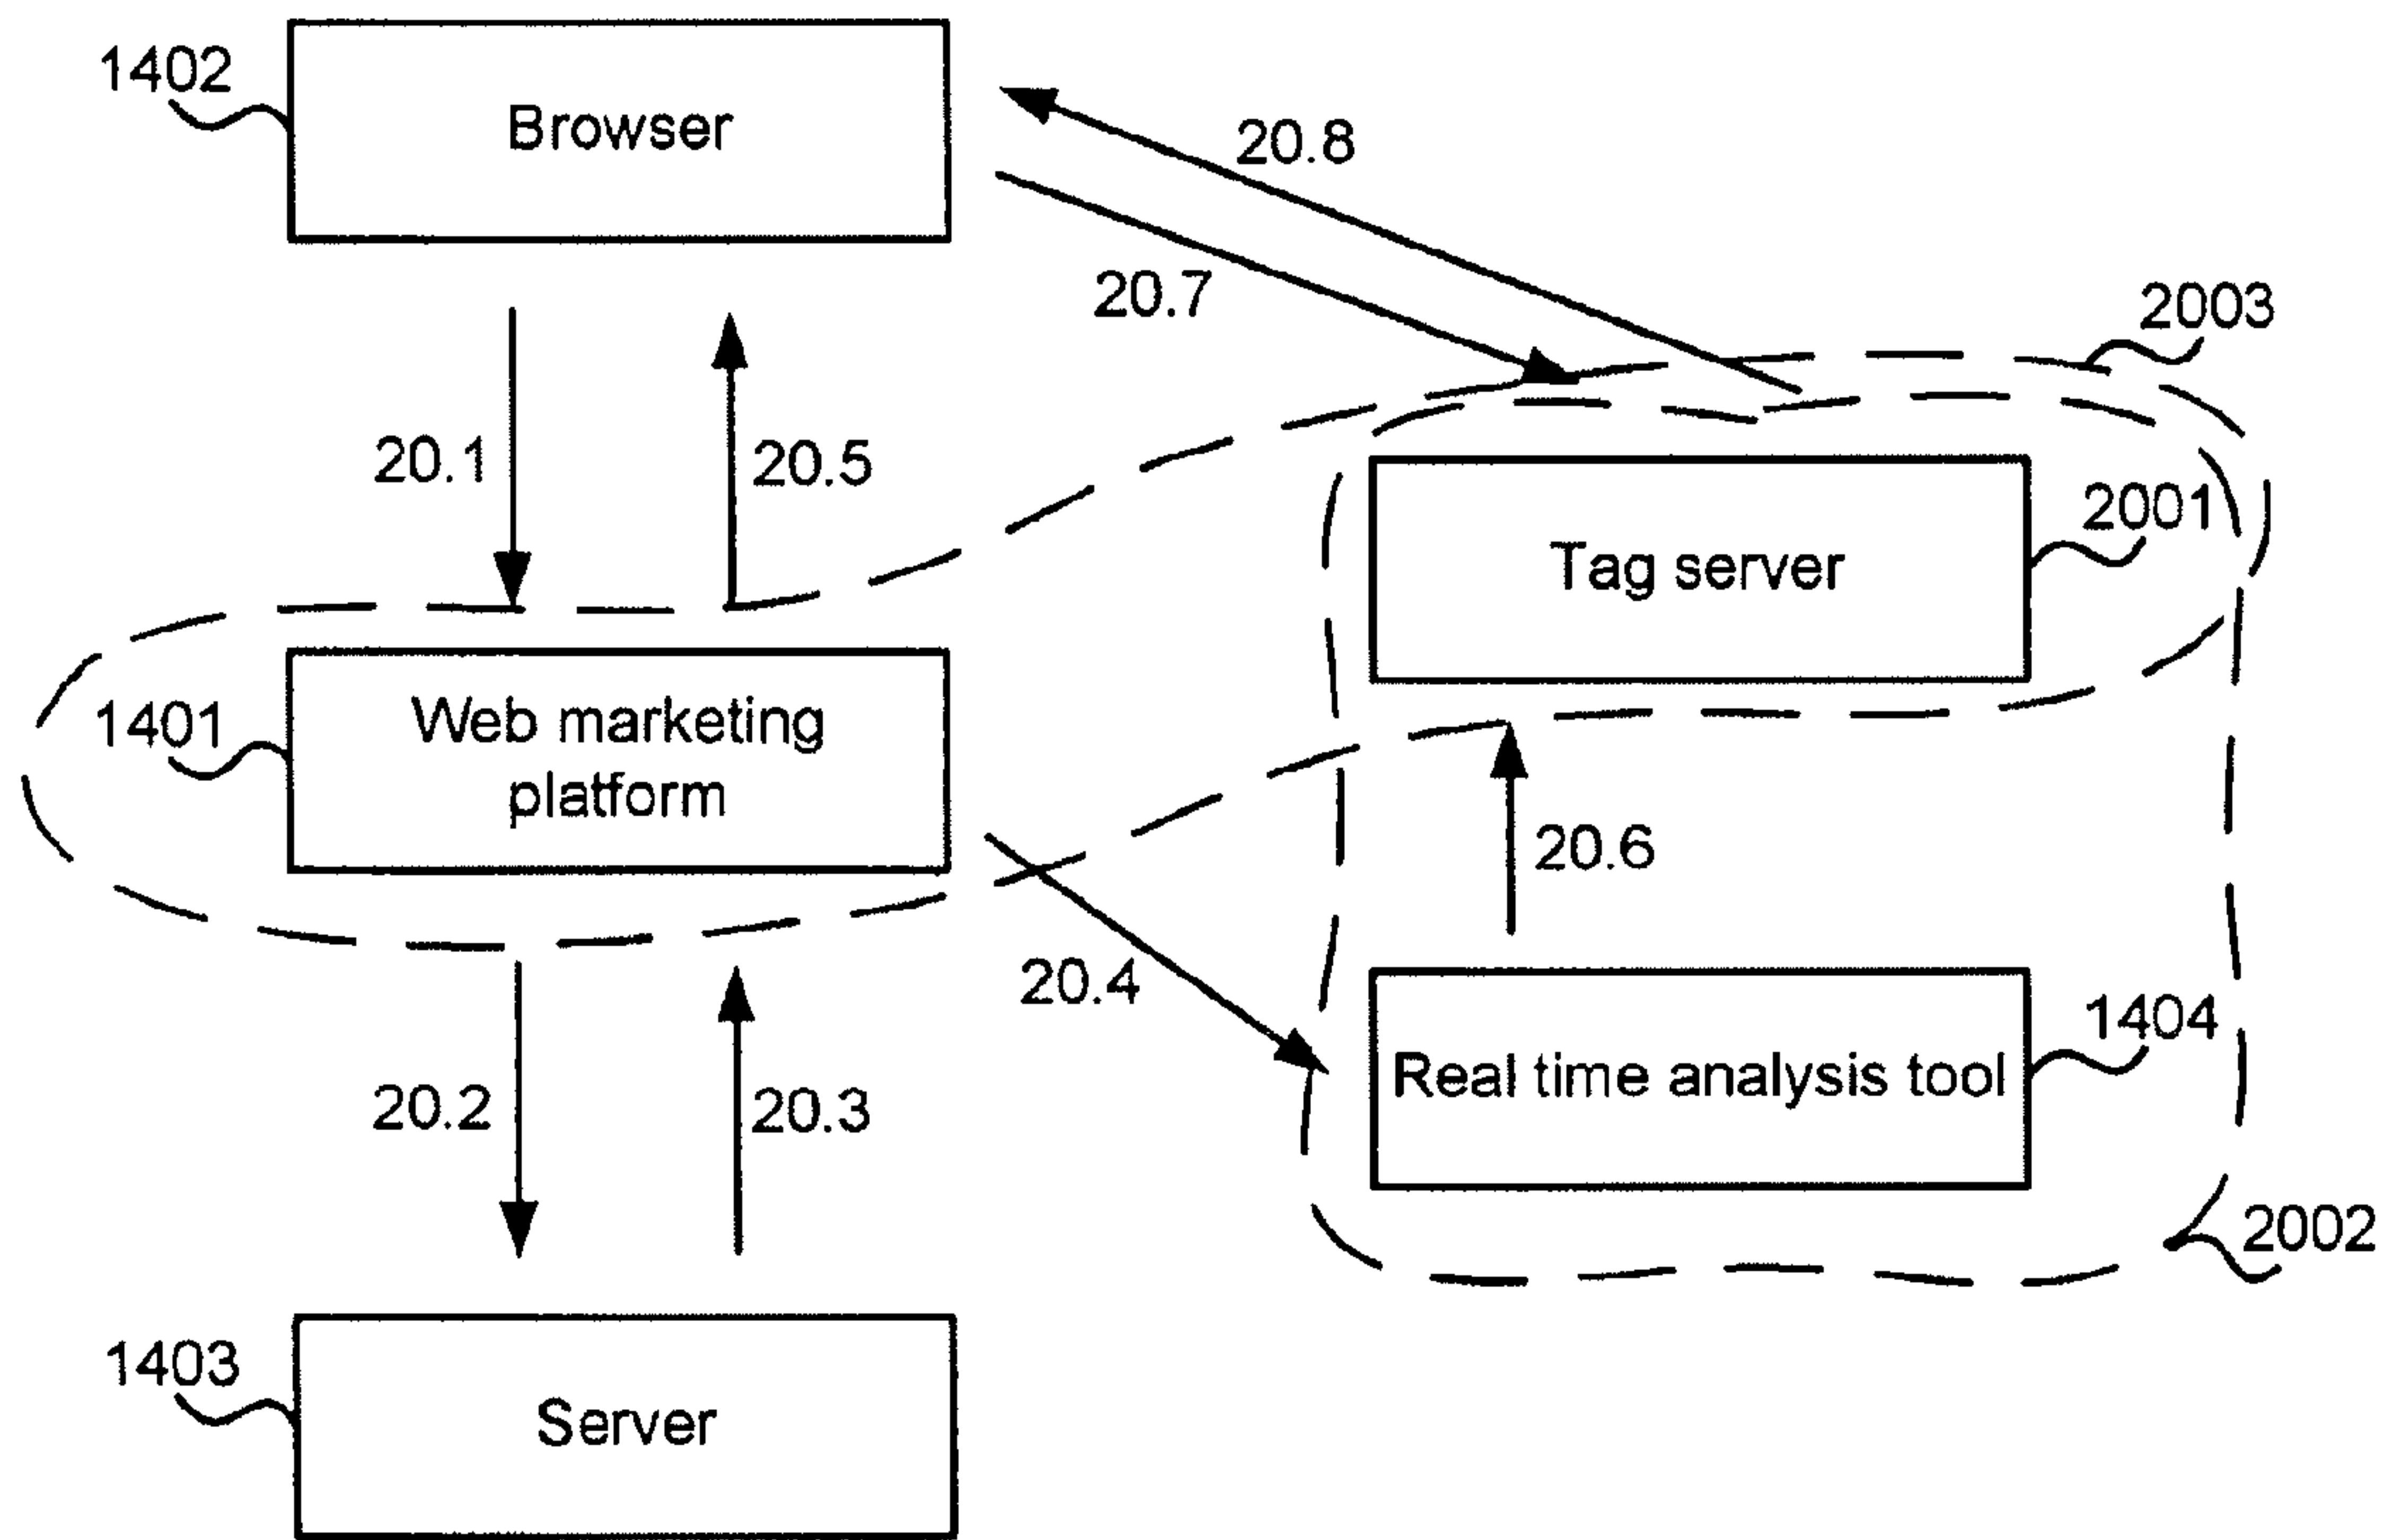 1402
Browser
20.8
20.7
2003
20.1
20.5
2001
Tag server
1401
Web marketing
platform
20.6
20.4
1404
Real time analysis tool
20.2
20.3
2002
1403
Server